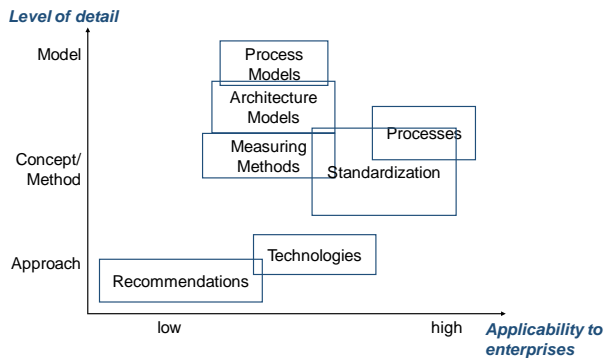 Level of detail
Model
Process
Models
Architecture
Models
Processes
Measuring
Methods
Concept/
Method
Standardization
Approach
Technologies
Recommendations
low
high
Applicability to
enterprises